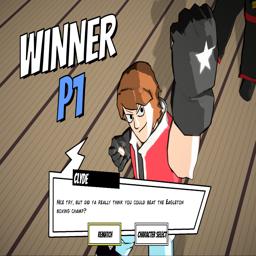 WINNER
P1
CLYDE
NICE TRY, BUT DID YA REALLY THINK YOU COULD BEAT THE EAGLETON
BOXING CHAMP?
REMATCH CHARACTER SELECT